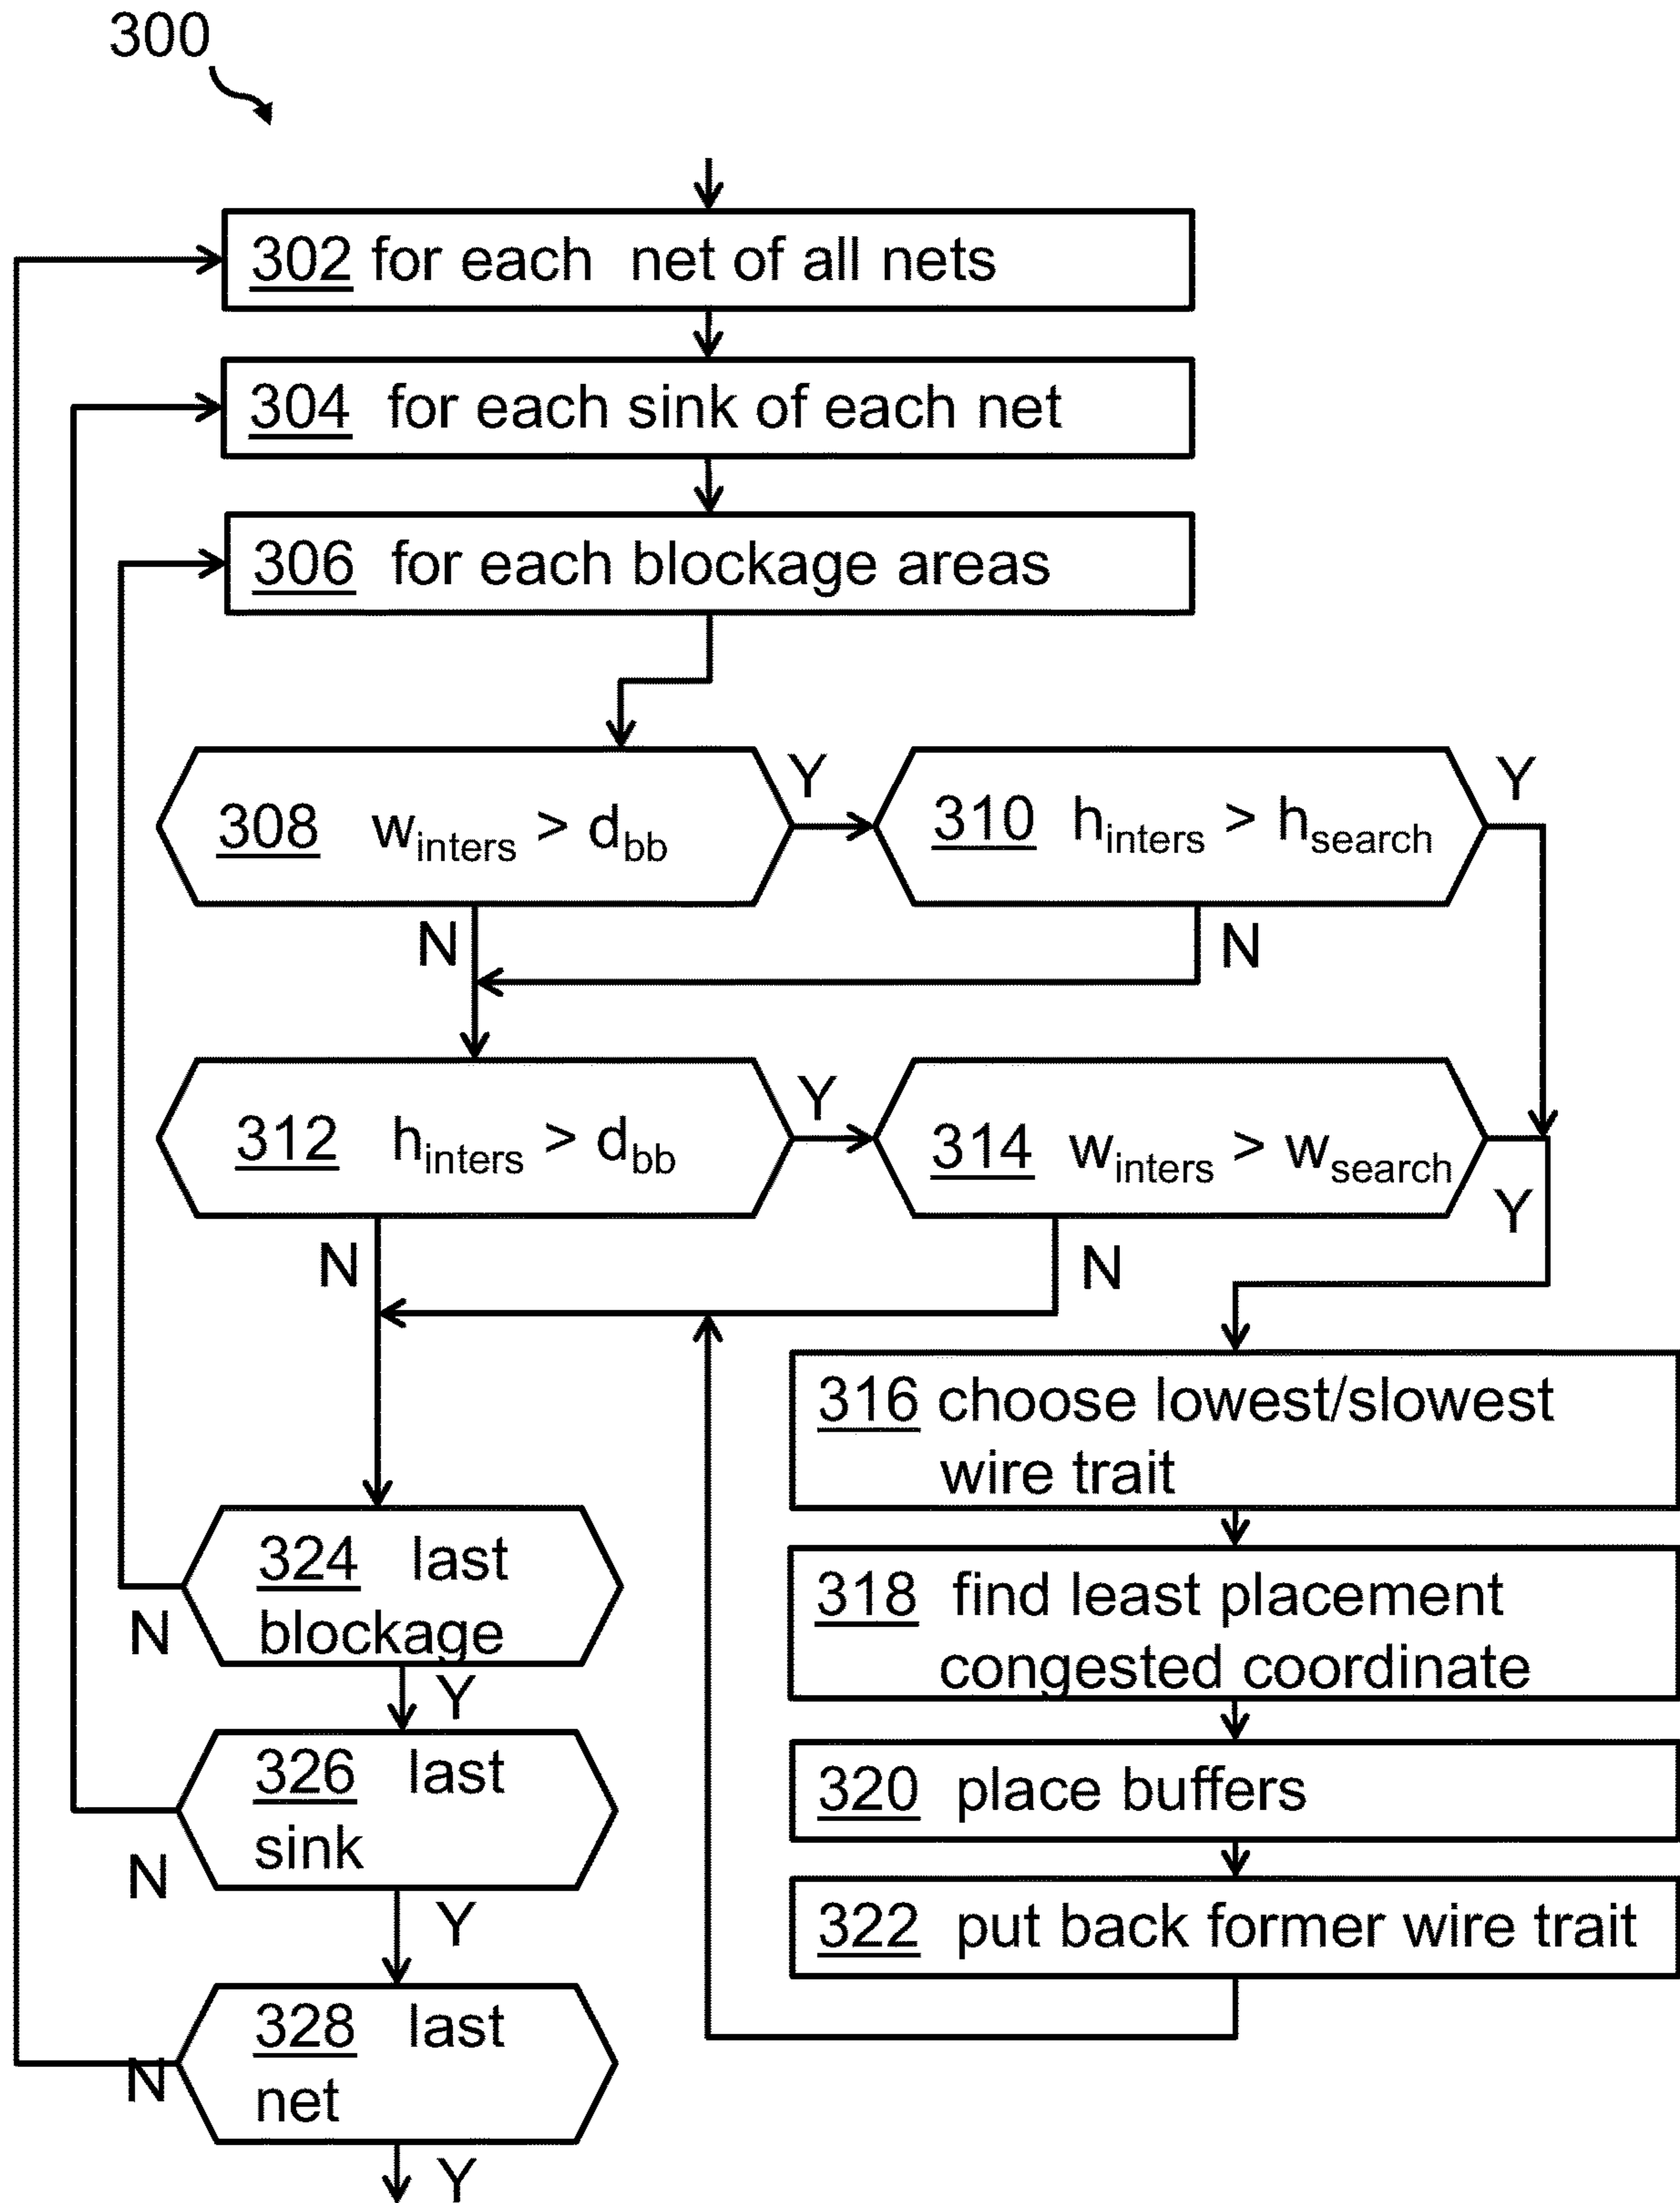 300
302 for each net of all nets
304 for each sink of each net
306 for each blockage areas
308 winters > dbb
Y
310 hinters > hsearch
Y
N
N
312 hinters > dbb
Y
314 winters > wsearch
Y
N
N
316 choose lowest/slowest
wire trait
318 find least placement
congested coordinate
320 place buffers
322 put back former wire trait
324 last
blockage
N
Y
326 last
sink
N
Y
328 last
net
N
Y